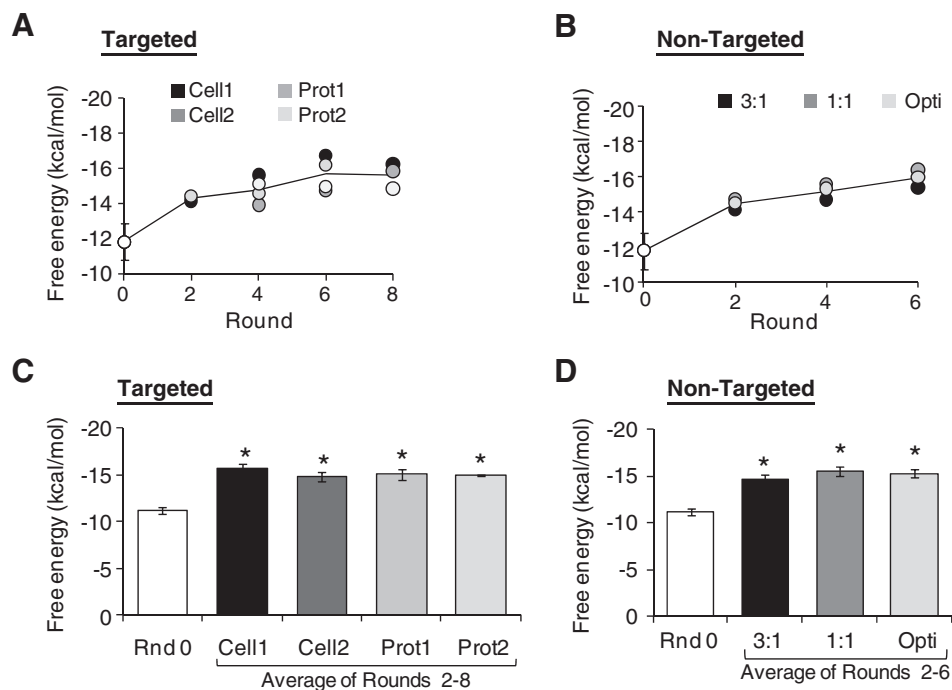 A
Targeted
Cell1
Prot1
Cell2
Prot2
Free energy (kcal/mol)
-20
-18
-16
-14
-12
-10
0 2 4 6 8
Round
B
Non-Targeted
3:1 1:1 Opti
Free energy (kcal/mol)
-20
-18
-16
-14
-12
-10
0 2 4 6
Round
C
Targeted
Free energy (kcal/mol)
-20
-15
-10
-5
0
* * * *
Rnd 0 Cell1 Cell2 Prot1 Prot2
Average of Rounds 2-8
D
Non-Targeted
Free energy (kcal/mol)
-20
-15
-10
-5
0
* * *
Rnd 0 3:1 1:1 Opti
Average of Rounds 2-6